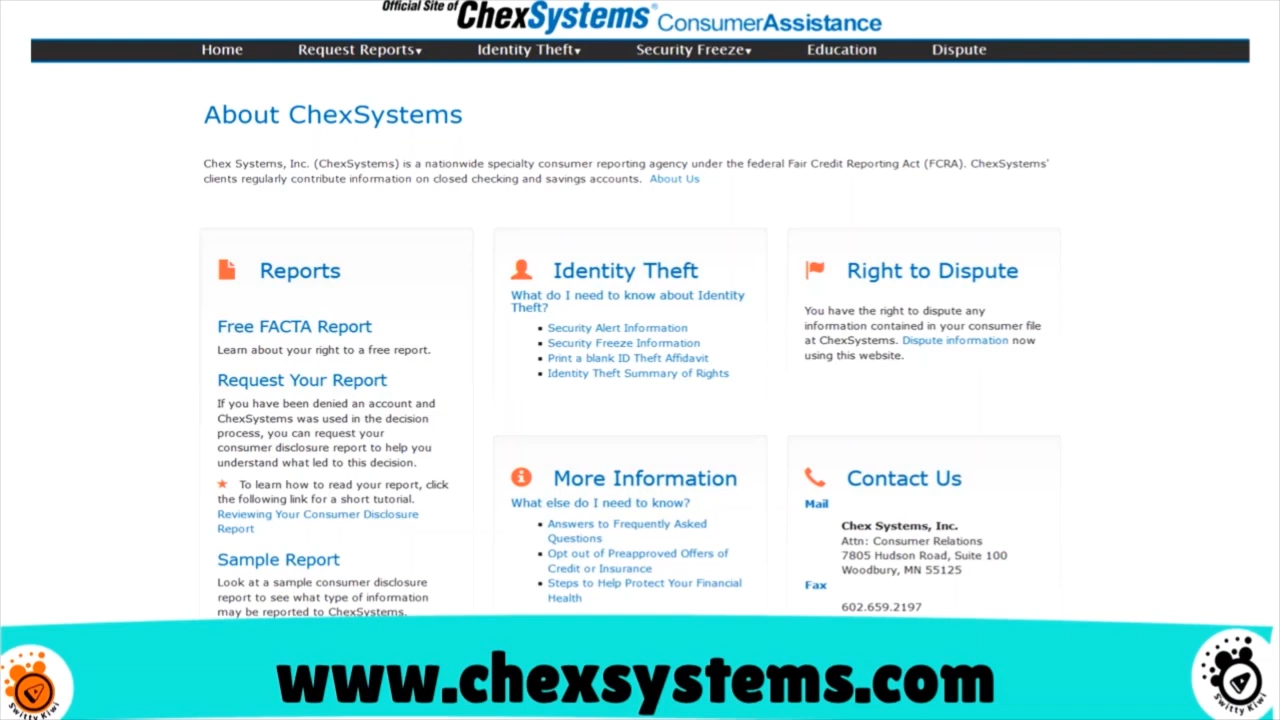 Official Site of ChexSystems® ConsumerAssistance
Home Request Reports▾ Identity Theft▾ Security Freeze▾ Education Dispute
About ChexSystems
Chex Systems, Inc. (ChexSystems) is a nationwide specialty consumer reporting agency under the federal Fair Credit Reporting Act (FCRA). ChexSystems'
clients regularly contribute information on closed checking and savings accounts. About Us
Reports
Free FACTA Report
Learn about your right to a free report.
Request Your Report
If you have been denied an account and
ChexSystems was used in the decision
process, you can request your
consumer disclosure report to help you
understand what led to this decision.
★ To learn how to read your report, click
the following link for a short tutorial.
Reviewing Your Consumer Disclosure
Report
Sample Report
Look at a sample consumer disclosure
report to see what type of information
may be reported to ChexSystems.
Identity Theft
What do I need to know about Identity
Theft?
▪ Security Alert Information
▪ Security Freeze Information
▪ Print a blank ID Theft Affidavit
▪ Identity Theft Summary of Rights
Right to Dispute
You have the right to dispute any
information contained in your consumer file
at ChexSystems. Dispute information now
using this website.
More Information
What else do I need to know?
▪ Answers to Frequently Asked
Questions
▪ Opt out of Preapproved Offers of
Credit or Insurance
▪ Steps to Help Protect Your Financial
Health
Contact Us
Mail
Chex Systems, Inc.
Attn: Consumer Relations
7805 Hudson Road, Suite 100
Woodbury, MN 55125
Fax
602.659.2197
www.chexsystems.com
Switty Kiwi
Switty Kiwi